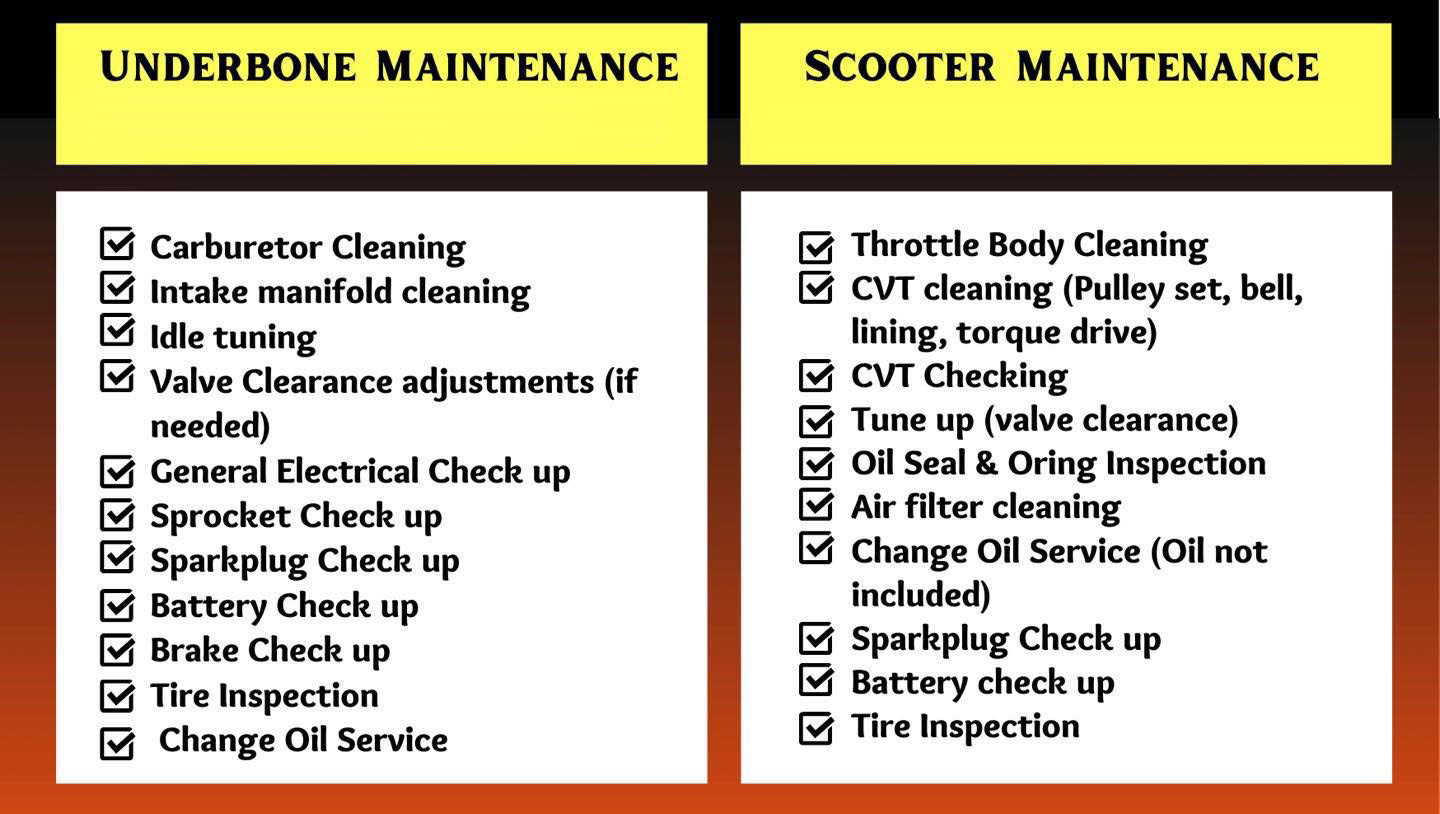 Underbone Maintenance
Carburetor Cleaning
Intake manifold cleaning
Idle tuning
Valve Clearance adjustments (if
needed)
General Electrical Check up
Sprocket Check up
Sparkplug Check up
Battery Check up
Brake Check up
Tire Inspection
Change Oil Service
Scooter Maintenance
Throttle Body Cleaning
CVT cleaning (Pulley set, bell,
lining, torque drive)
CVT Checking
Tune up (valve clearance)
Oil Seal & Oring Inspection
Air filter cleaning
Change Oil Service (Oil not
included)
Sparkplug Check up
Battery check up
Tire Inspection